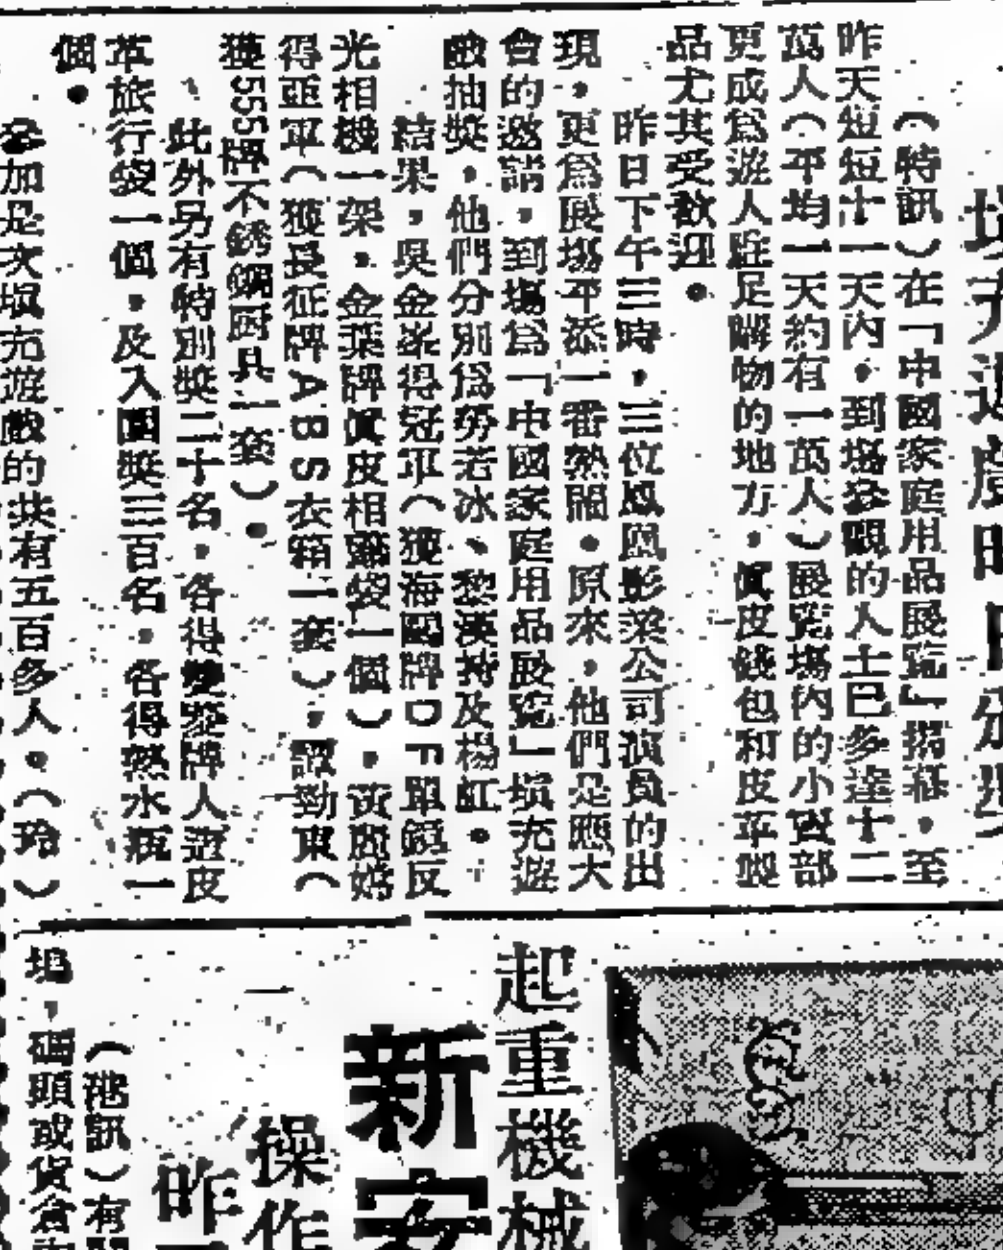 （特訊）在「中國家庭用品展覽」揭幕，至
昨天短短十一天內，到場參觀的人士已多達十二
萬人（平均一天約有一萬人）展覽場內的小賣部
更成爲遊人駐足購物的地方，眞皮錢包和皮革製
品尤其受歡迎。
昨日下午三時，三位鳳凰影業公司演員的出
現，更爲展場平添一番熱鬧。原來，他們是應大
會的邀請，到場爲「中國家庭用品展覽」塡充遊
戲抽獎，他們分別爲勞若冰、黎漢持及楊缸。
結果，吳金 得冠軍（獲海鷗牌DF單鏡反
光相機一架，金葉牌眞皮相機袋一個），黃 嫦
得亞軍（獲長征牌ABS衣箱一套），譚勁東（
獲555牌不銹鋼廚具一套）。
此外另有特別獎二十名，各得雙 牌人造皮
革旅行袋一個，及入圍獎三百名，各得熱水瓶一
個。
參加是次塡充遊戲的共有五百多人。（玲）
起重機械
新安
操作
昨
（港訊）有
場，碼頭或貨倉